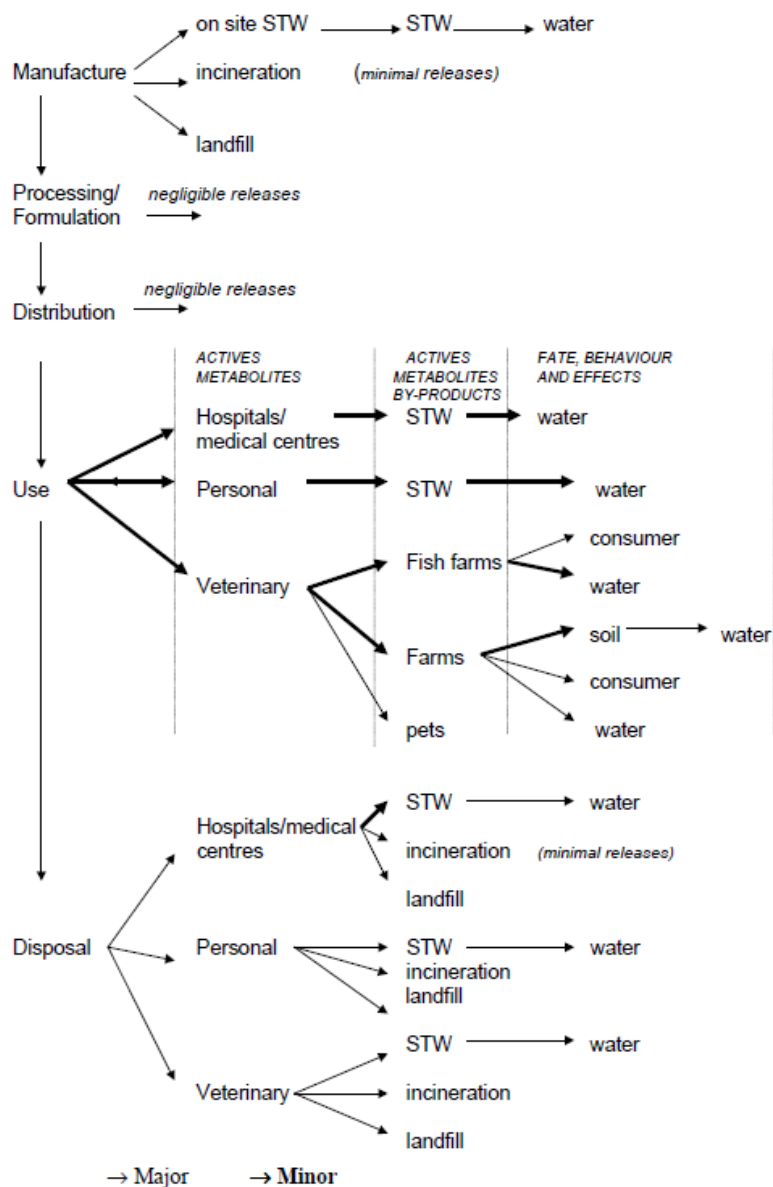 on site STW STW water
Manufacture incineration (minimal releases)
landfill
Processing/ negligible releases
Formulation
negligible releases
Distribution
ACTIVES ACTIVES FATE, BEHAVIOUR
METABOLITES METABOLITES AND EFFECTS
BY-PRODUCTS
Hospitals/ STW water
medical centres
Use Personal STW water
consumer
Fish farms
Veterinary water
soil water
Farms
consumer
pets water
STW water
Hospitals/medical
centres incineration (minimal releases)
landfill
Disposal Personal STW water
incineration
landfill
STW water
Veterinary incineration
landfill
→ Major → Minor